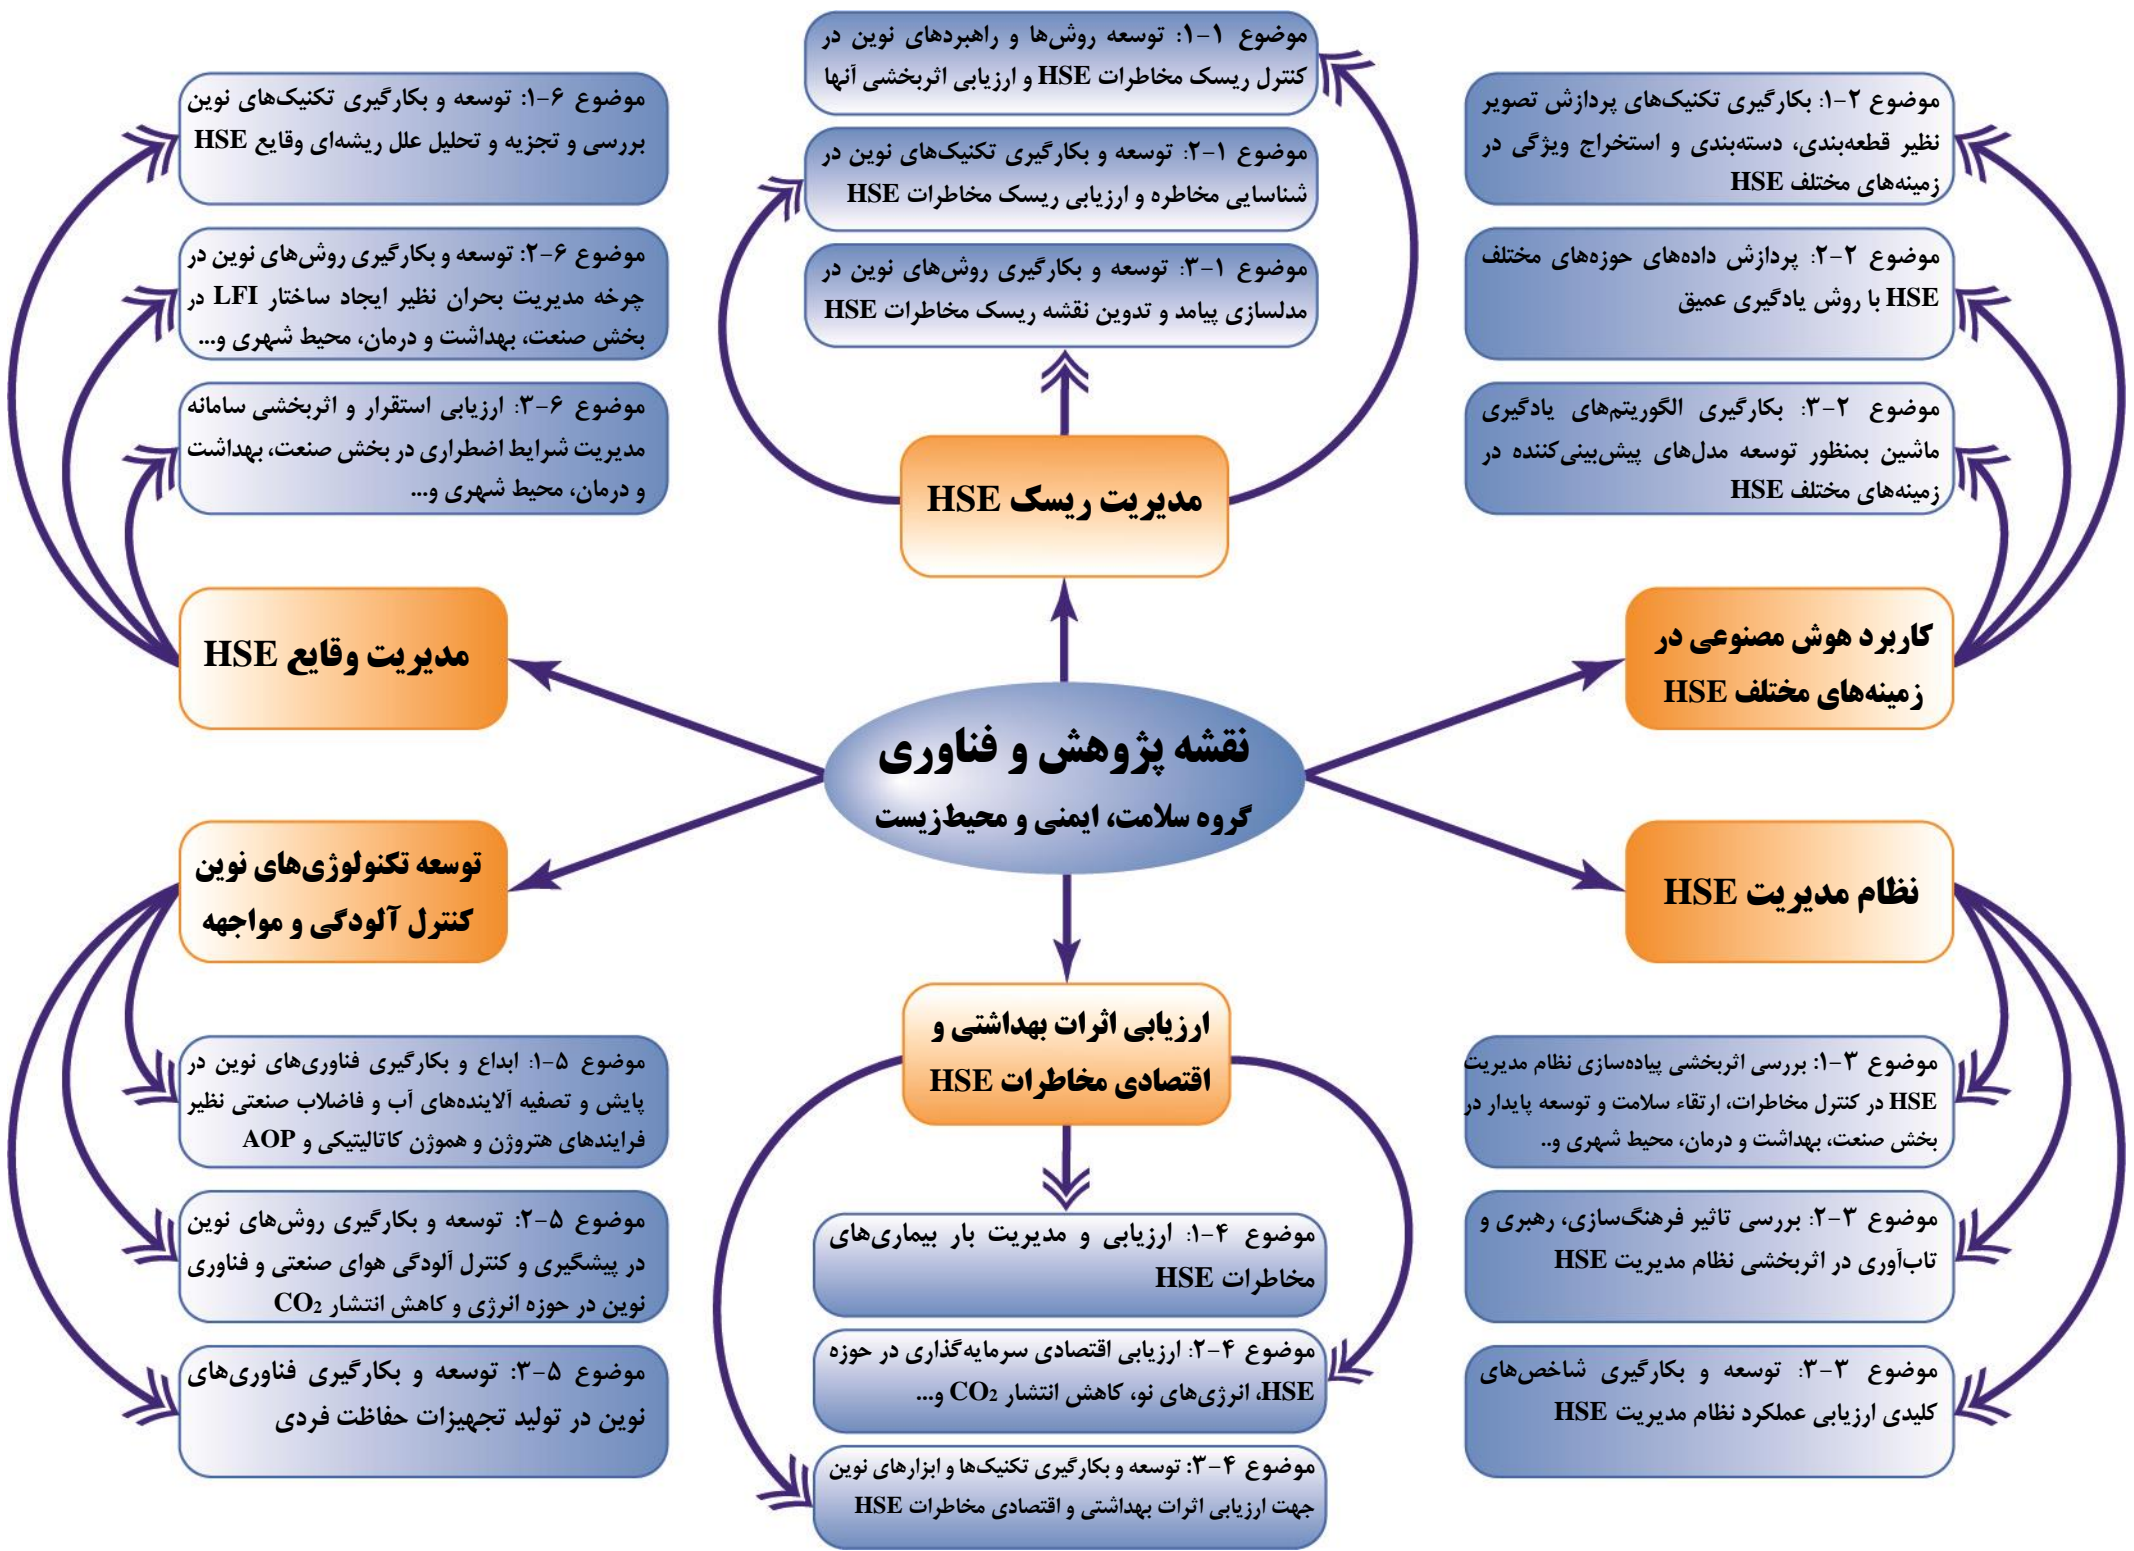 نقشه پژوهش و فناوری
گروه سلامت، ایمنی و محیط‌زیست
مدیریت ریسک HSE
موضوع ۱-۱: توسعه روش‌ها و راهبردهای نوین در
کنترل ریسک مخاطرات HSE و ارزیابی اثربخشی آنها
موضوع ۱-۲: توسعه و بکارگیری تکنیک‌های نوین در
شناسایی مخاطره و ارزیابی ریسک مخاطرات HSE
موضوع ۱-۳: توسعه و بکارگیری روش‌های نوین در
مدلسازی پیامد و تدوین نقشه ریسک مخاطرات HSE
کاربرد هوش مصنوعی در
زمینه‌های مختلف HSE
موضوع ۲-۱: بکارگیری تکنیک‌های پردازش تصویر
نظیر قطعه‌بندی، دسته‌بندی و استخراج ویژگی در
زمینه‌های مختلف HSE
موضوع ۲-۲: پردازش داده‌های حوزه‌های مختلف
HSE با روش یادگیری عمیق
موضوع ۲-۳: بکارگیری الگوریتم‌های یادگیری
ماشین بمنظور توسعه مدل‌های پیش‌بینی‌کننده در
زمینه‌های مختلف HSE
نظام مدیریت HSE
موضوع ۳-۱: بررسی اثربخشی پیاده‌سازی نظام مدیریت
HSE در کنترل مخاطرات، ارتقاء سلامت و توسعه پایدار در
بخش صنعت، بهداشت و درمان، محیط شهری و..
موضوع ۳-۲: بررسی تاثیر فرهنگ‌سازی، رهبری و
تاب‌آوری در اثربخشی نظام مدیریت HSE
موضوع ۳-۳: توسعه و بکارگیری شاخص‌های
کلیدی ارزیابی عملکرد نظام مدیریت HSE
ارزیابی اثرات بهداشتی و
اقتصادی مخاطرات HSE
موضوع ۴-۱: ارزیابی و مدیریت بار بیماری‌های
مخاطرات HSE
موضوع ۴-۲: ارزیابی اقتصادی سرمایه‌گذاری در حوزه
HSE، انرژی‌های نو، کاهش انتشار CO₂ و...
موضوع ۴-۳: توسعه و بکارگیری تکنیک‌ها و ابزارهای نوین
جهت ارزیابی اثرات بهداشتی و اقتصادی مخاطرات HSE
توسعه تکنولوژی‌های نوین
کنترل آلودگی و مواجهه
موضوع ۵-۱: ابداع و بکارگیری فناوری‌های نوین در
پایش و تصفیه آلاینده‌های آب و فاضلاب صنعتی نظیر
فرایندهای هتروژن و هموژن کاتالیتیکی و AOP
موضوع ۵-۲: توسعه و بکارگیری روش‌های نوین
در پیشگیری و کنترل آلودگی هوای صنعتی و فناوری
نوین در حوزه انرژی و کاهش انتشار CO₂
موضوع ۵-۳: توسعه و بکارگیری فناوری‌های
نوین در تولید تجهیزات حفاظت فردی
مدیریت وقایع HSE
موضوع ۶-۱: توسعه و بکارگیری تکنیک‌های نوین
بررسی و تجزیه و تحلیل علل ریشه‌ای وقایع HSE
موضوع ۶-۲: توسعه و بکارگیری روش‌های نوین در
چرخه مدیریت بحران نظیر ایجاد ساختار LFI در
بخش صنعت، بهداشت و درمان، محیط شهری و...
موضوع ۶-۳: ارزیابی استقرار و اثربخشی سامانه
مدیریت شرایط اضطراری در بخش صنعت، بهداشت
و درمان، محیط شهری و...